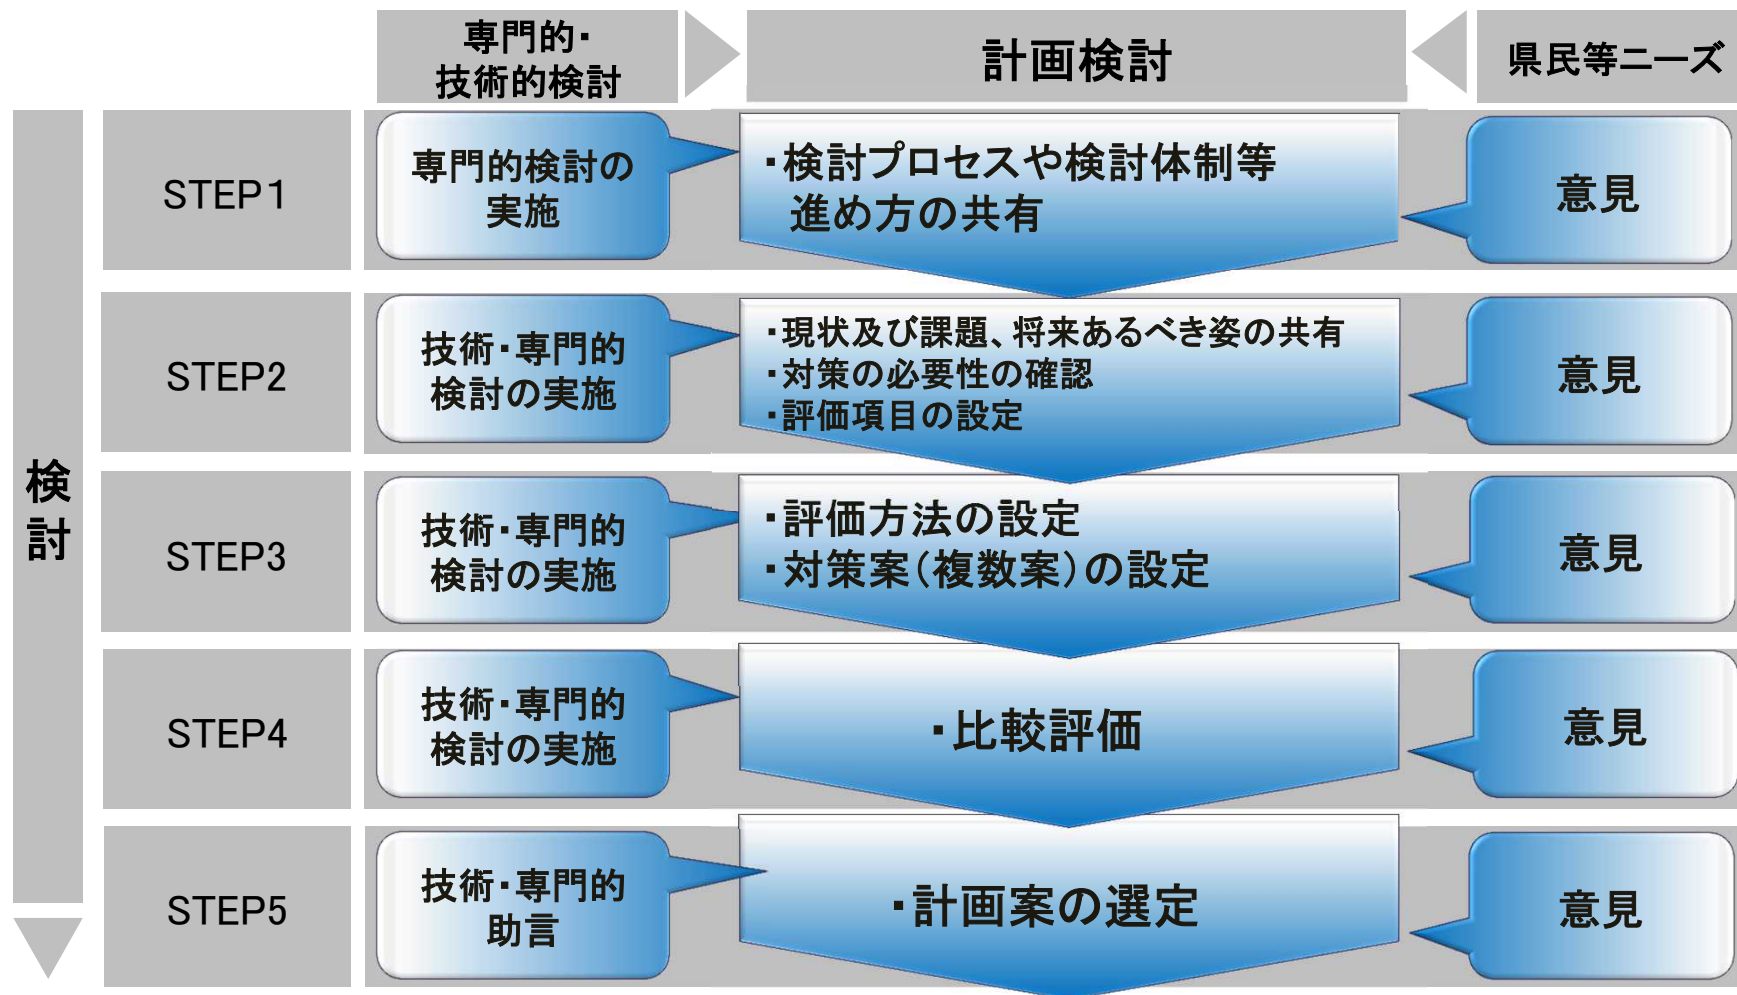 専門的・
技術的検討
計画検討
県民等ニーズ
検討
STEP1
専門的検討の
実施
・検討プロセスや検討体制等
進め方の共有
意見
STEP2
技術・専門的
検討の実施
・現状及び課題、将来あるべき姿の共有
・対策の必要性の確認
・評価項目の設定
意見
STEP3
技術・専門的
検討の実施
・評価方法の設定
・対策案(複数案)の設定
意見
STEP4
技術・専門的
検討の実施
・比較評価
意見
STEP5
技術・専門的
助言
・計画案の選定
意見